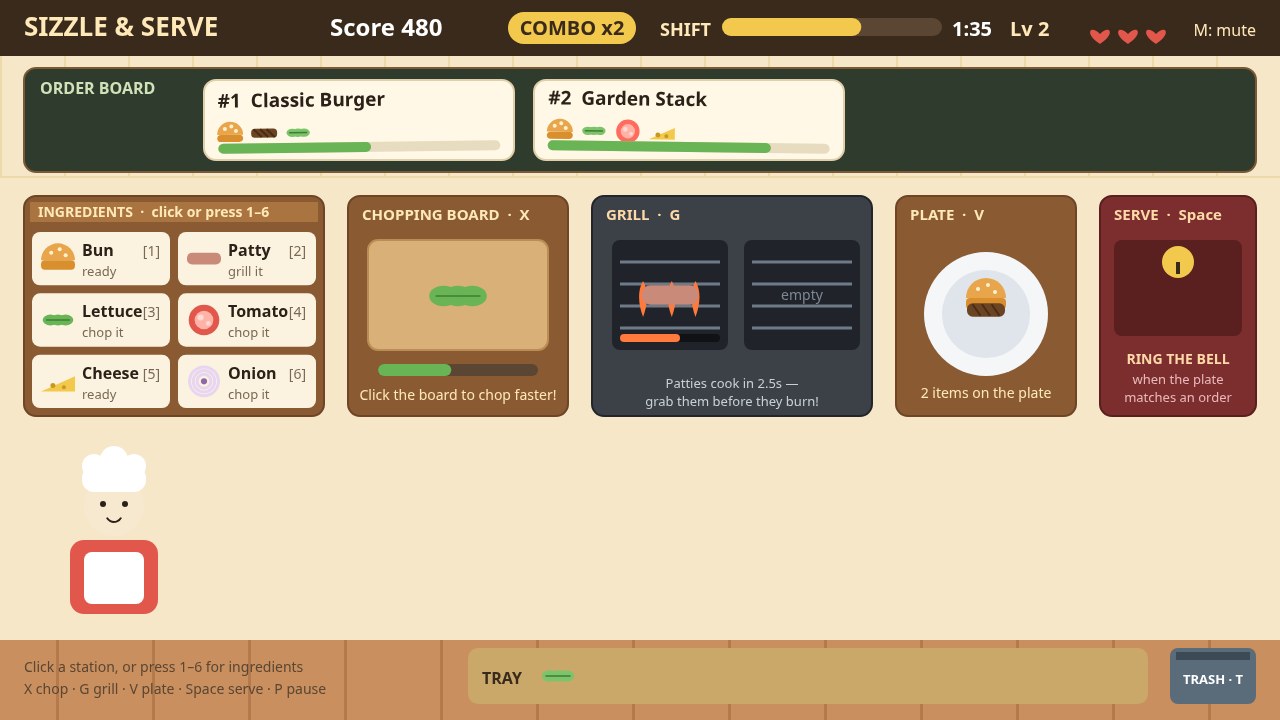 SIZZLE & SERVE
Score 480
COMBO x2
SHIFT
1:35
Lv 2
M: mute
ORDER BOARD
#1 Classic Burger
#2 Garden Stack
INGREDIENTS · click or press 1–6
Bun [1]
ready
Patty [2]
grill it
Lettuce [3]
chop it
Tomato [4]
chop it
Cheese [5]
ready
Onion [6]
chop it
CHOPPING BOARD · X
Click the board to chop faster!
GRILL · G
empty
Patties cook in 2.5s —
grab them before they burn!
PLATE · V
2 items on the plate
SERVE · Space
RING THE BELL
when the plate
matches an order
Click a station, or press 1–6 for ingredients
X chop · G grill · V plate · Space serve · P pause
TRAY
TRASH · T